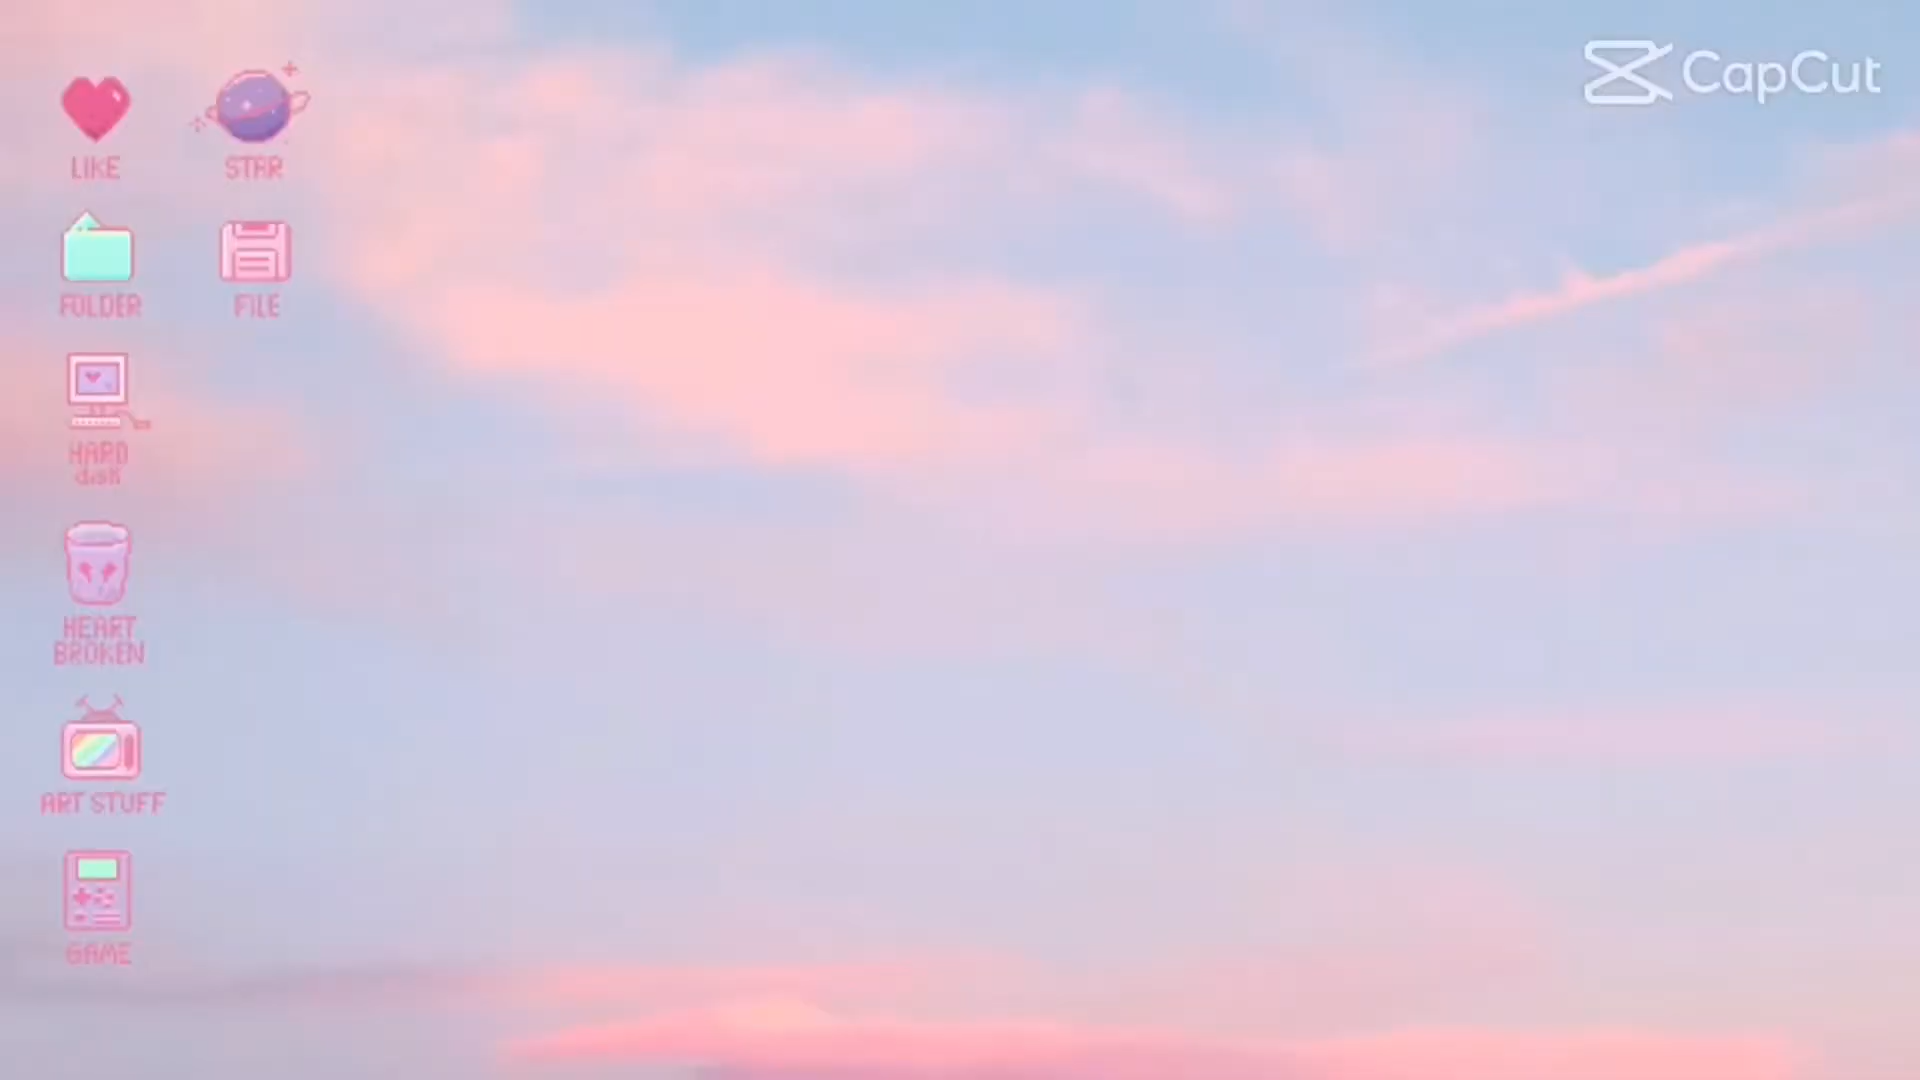 CapCut
LIKE
STAR
FOLDER
FILE
HARD
disk
HEART
BROKEN
ART STUFF
GAME